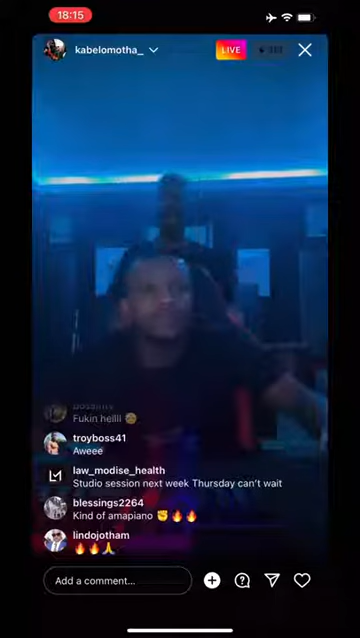 18:15
kabelomotha_
LIVE
Fukin heilll 🥺
troyboss41
Aweee
law_modise_health
Studio session next week Thursday can't wait
blessings2264
Kind of amapiano ✊🔥🔥
lindojotham
🔥🔥🙏
Add a comment...